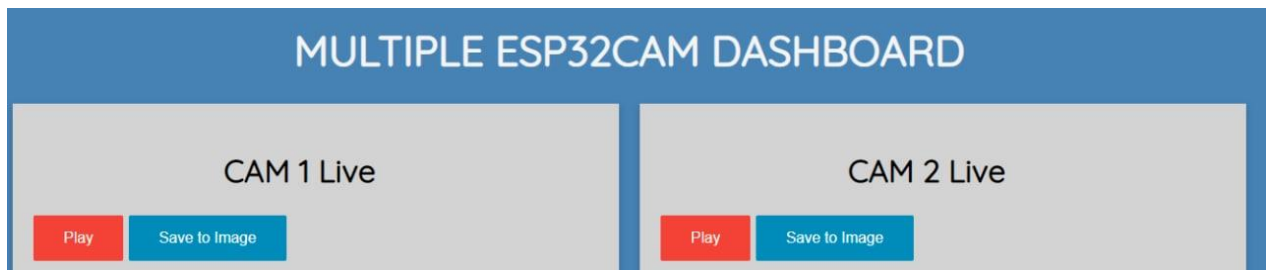 MULTIPLE ESP32CAM DASHBOARD
CAM 1 Live
Play Save to Image
CAM 2 Live
Play Save to Image